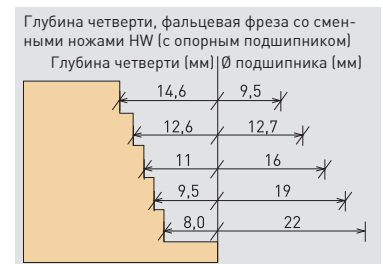 Глубина четверти, фальцевая фреза со смен-
ными ножами HW (с опорным подшипником)
Глубина четверти (мм) Ø подшипника (мм)
14,6 9,5
12,6 12,7
11 16
9,5 19
8,0 22